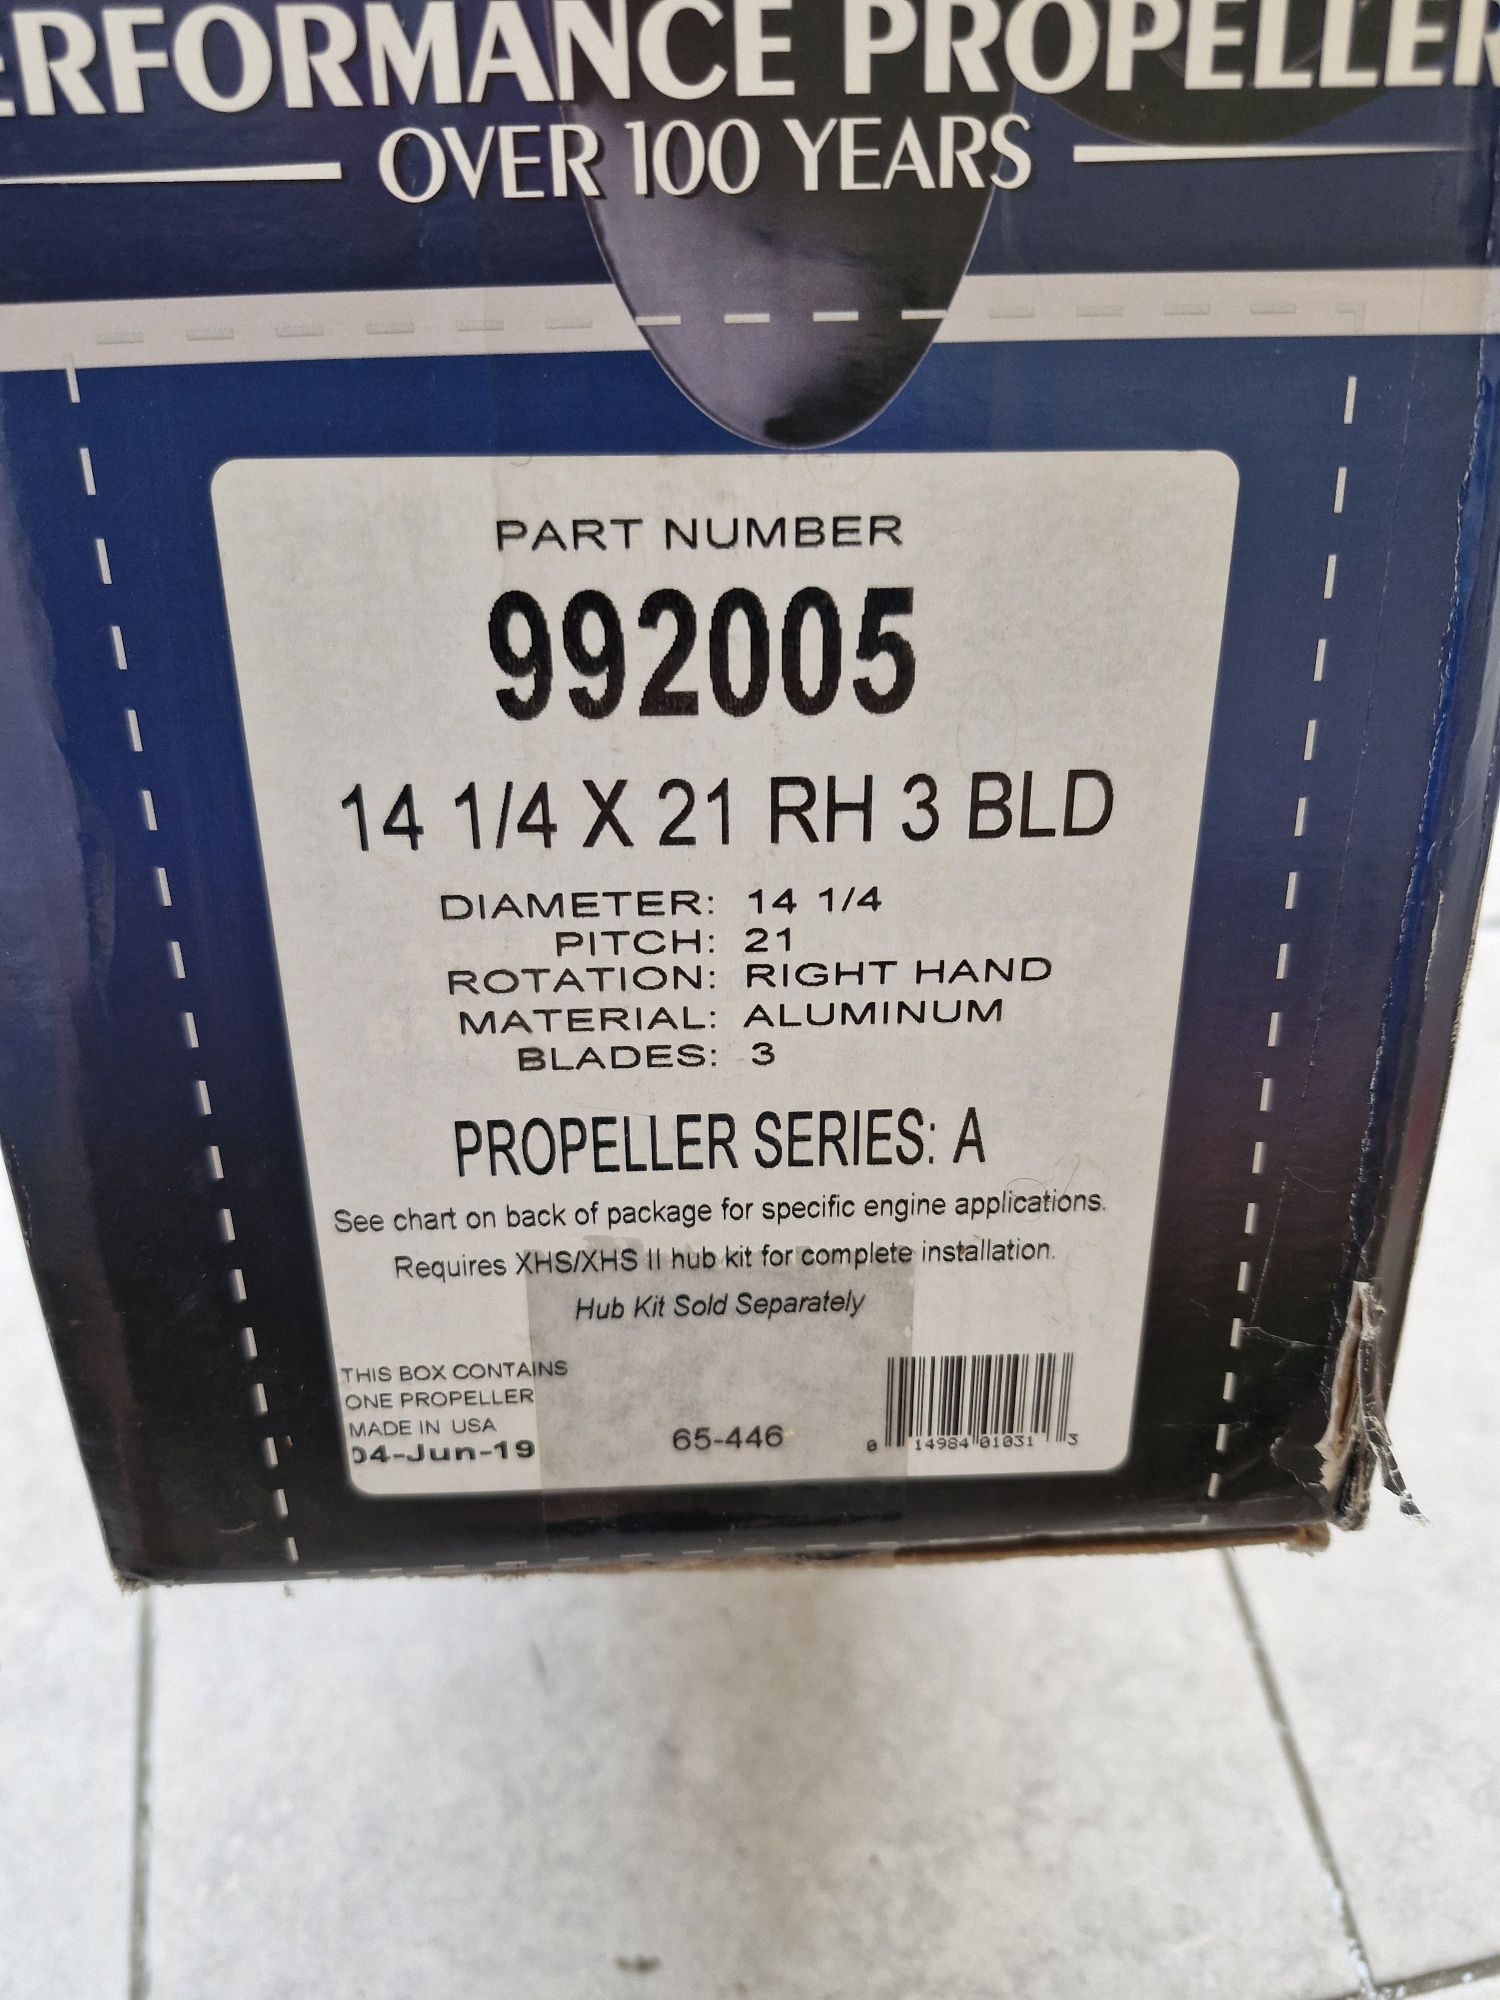 ERFORMANCE PROPELLER
OVER 100 YEARS
PART NUMBER
992005
14 1/4 X 21 RH 3 BLD
DIAMETER: 14 1/4
PITCH: 21
ROTATION: RIGHT HAND
MATERIAL: ALUMINUM
BLADES: 3
PROPELLER SERIES: A
See chart on back of package for specific engine applications.
Requires XHS/XHS II hub kit for complete installation.
Hub Kit Sold Separately
THIS BOX CONTAINS
ONE PROPELLER
MADE IN USA
04-Jun-19
65-446
0 14984 01031 3